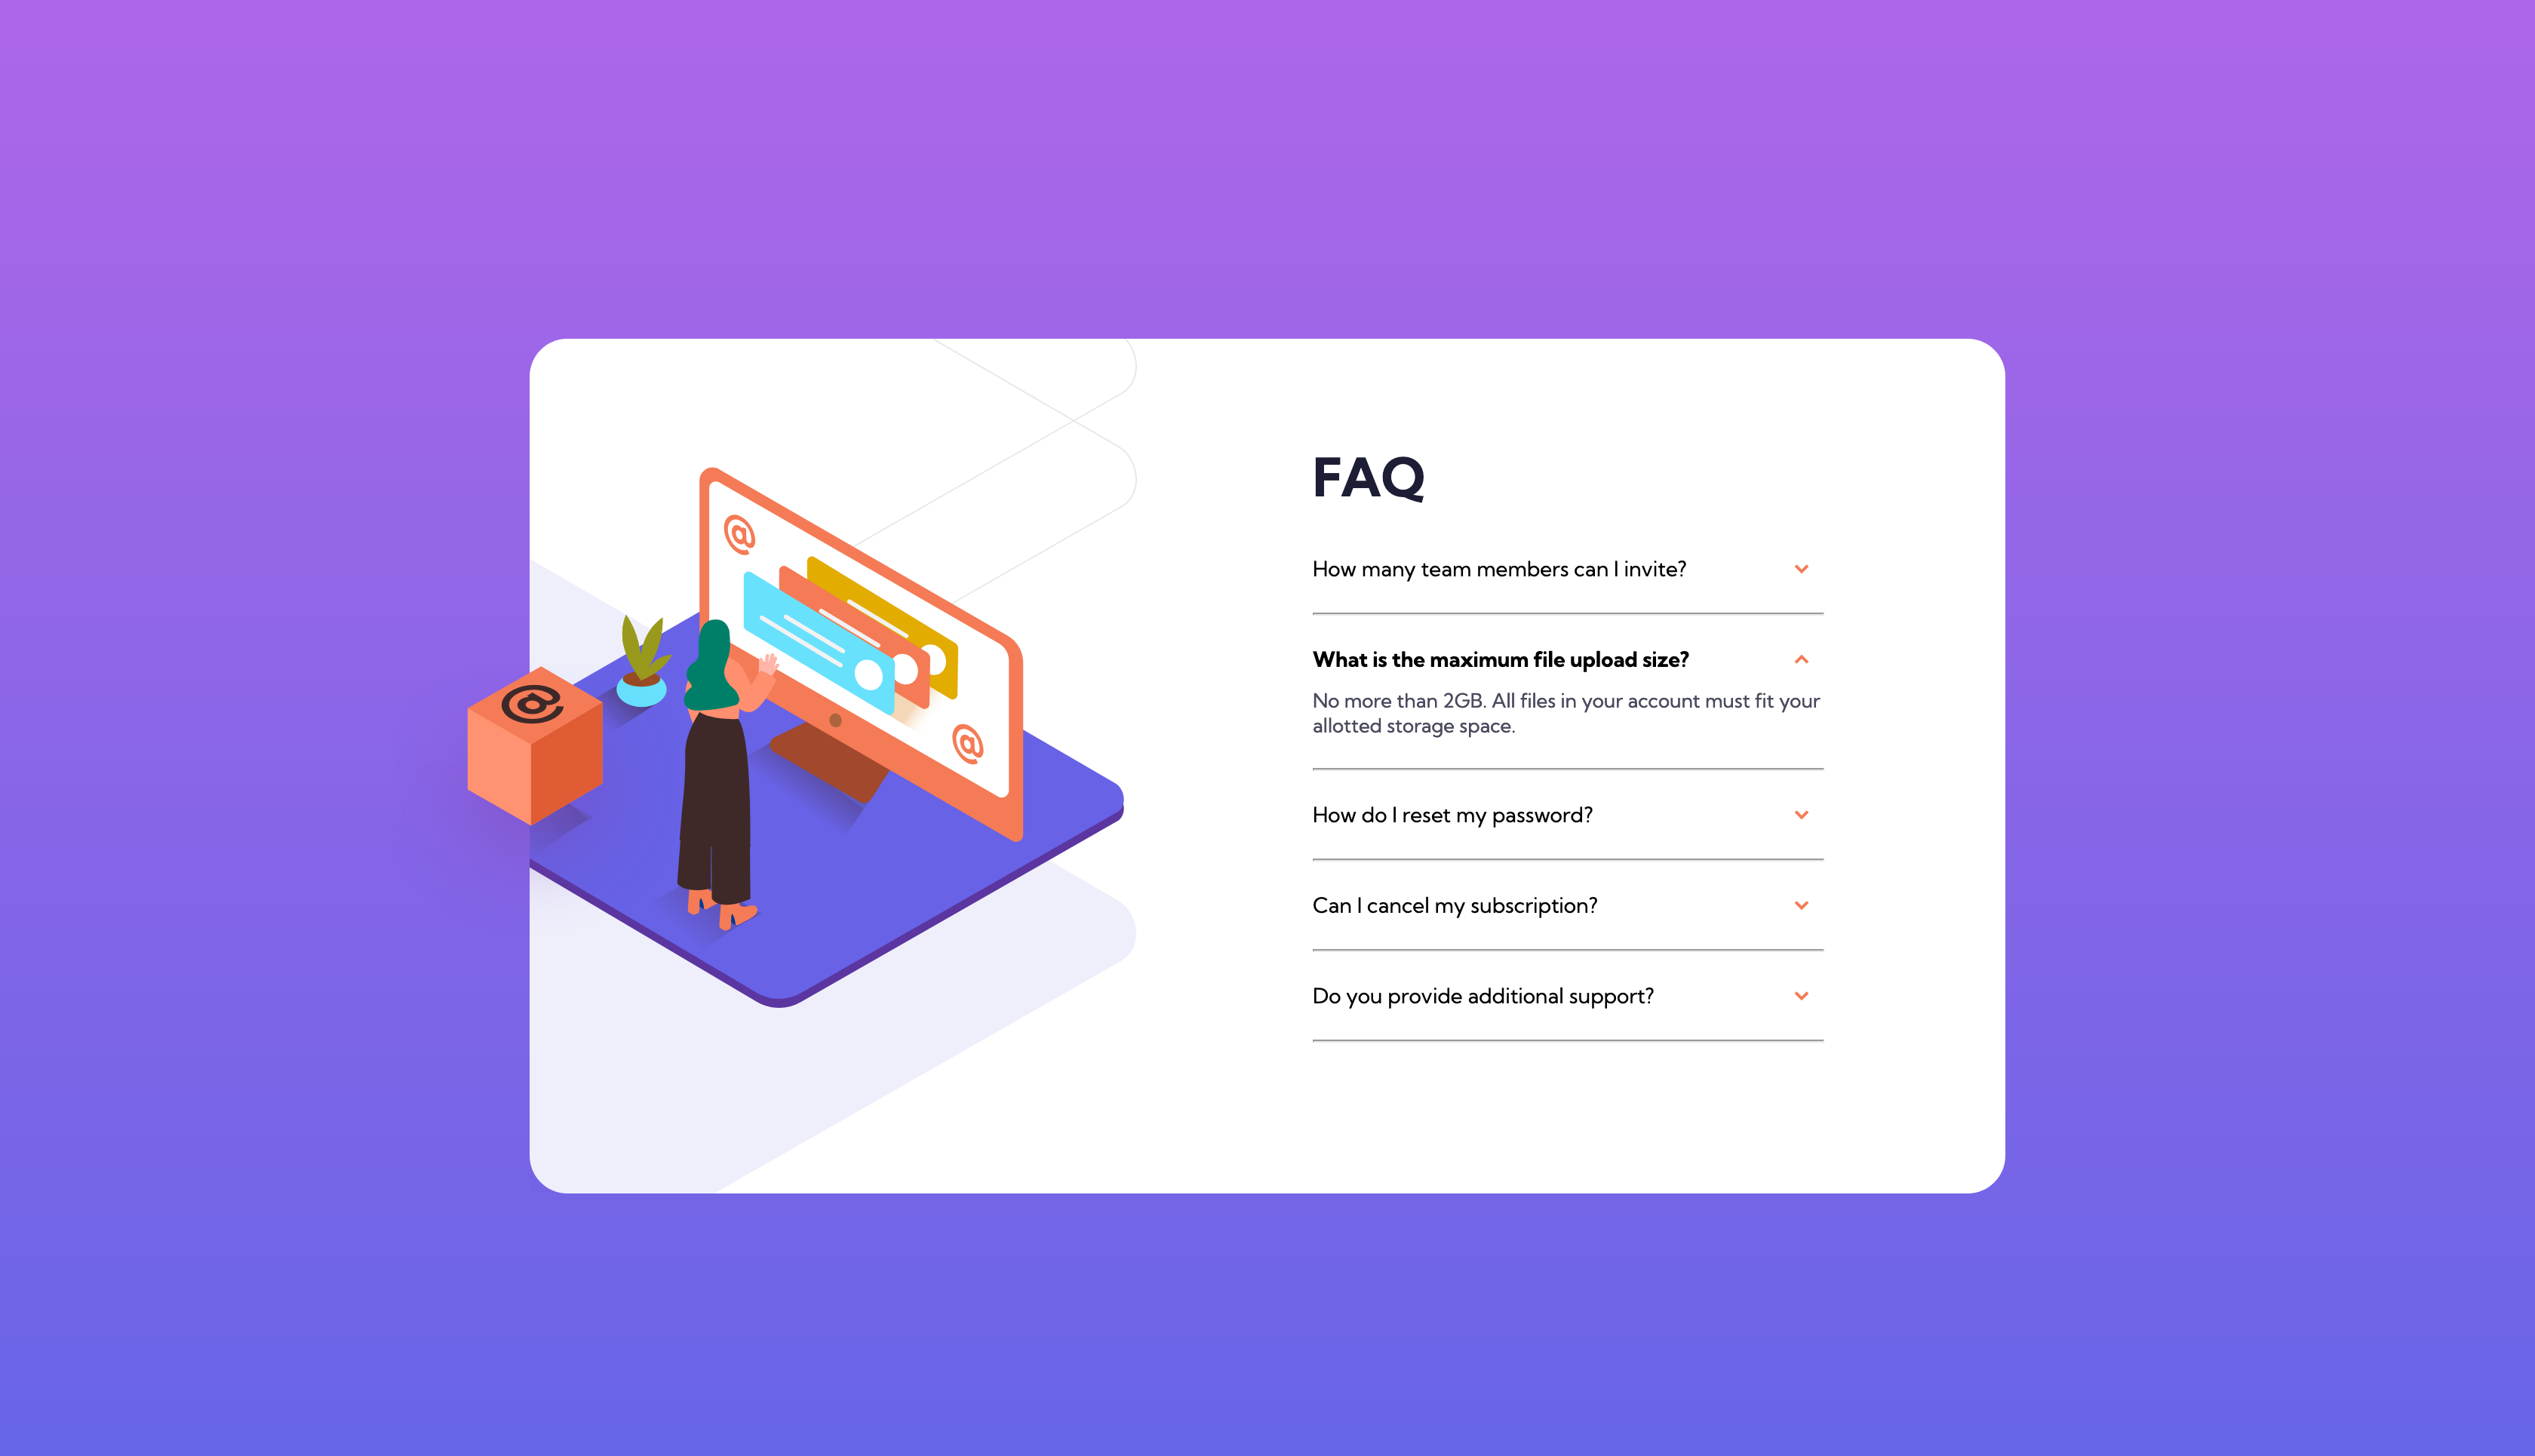 FAQ
How many team members can I invite?
What is the maximum file upload size?
No more than 2GB. All files in your account must fit your
allotted storage space.
How do I reset my password?
Can I cancel my subscription?
Do you provide additional support?
@
@
@